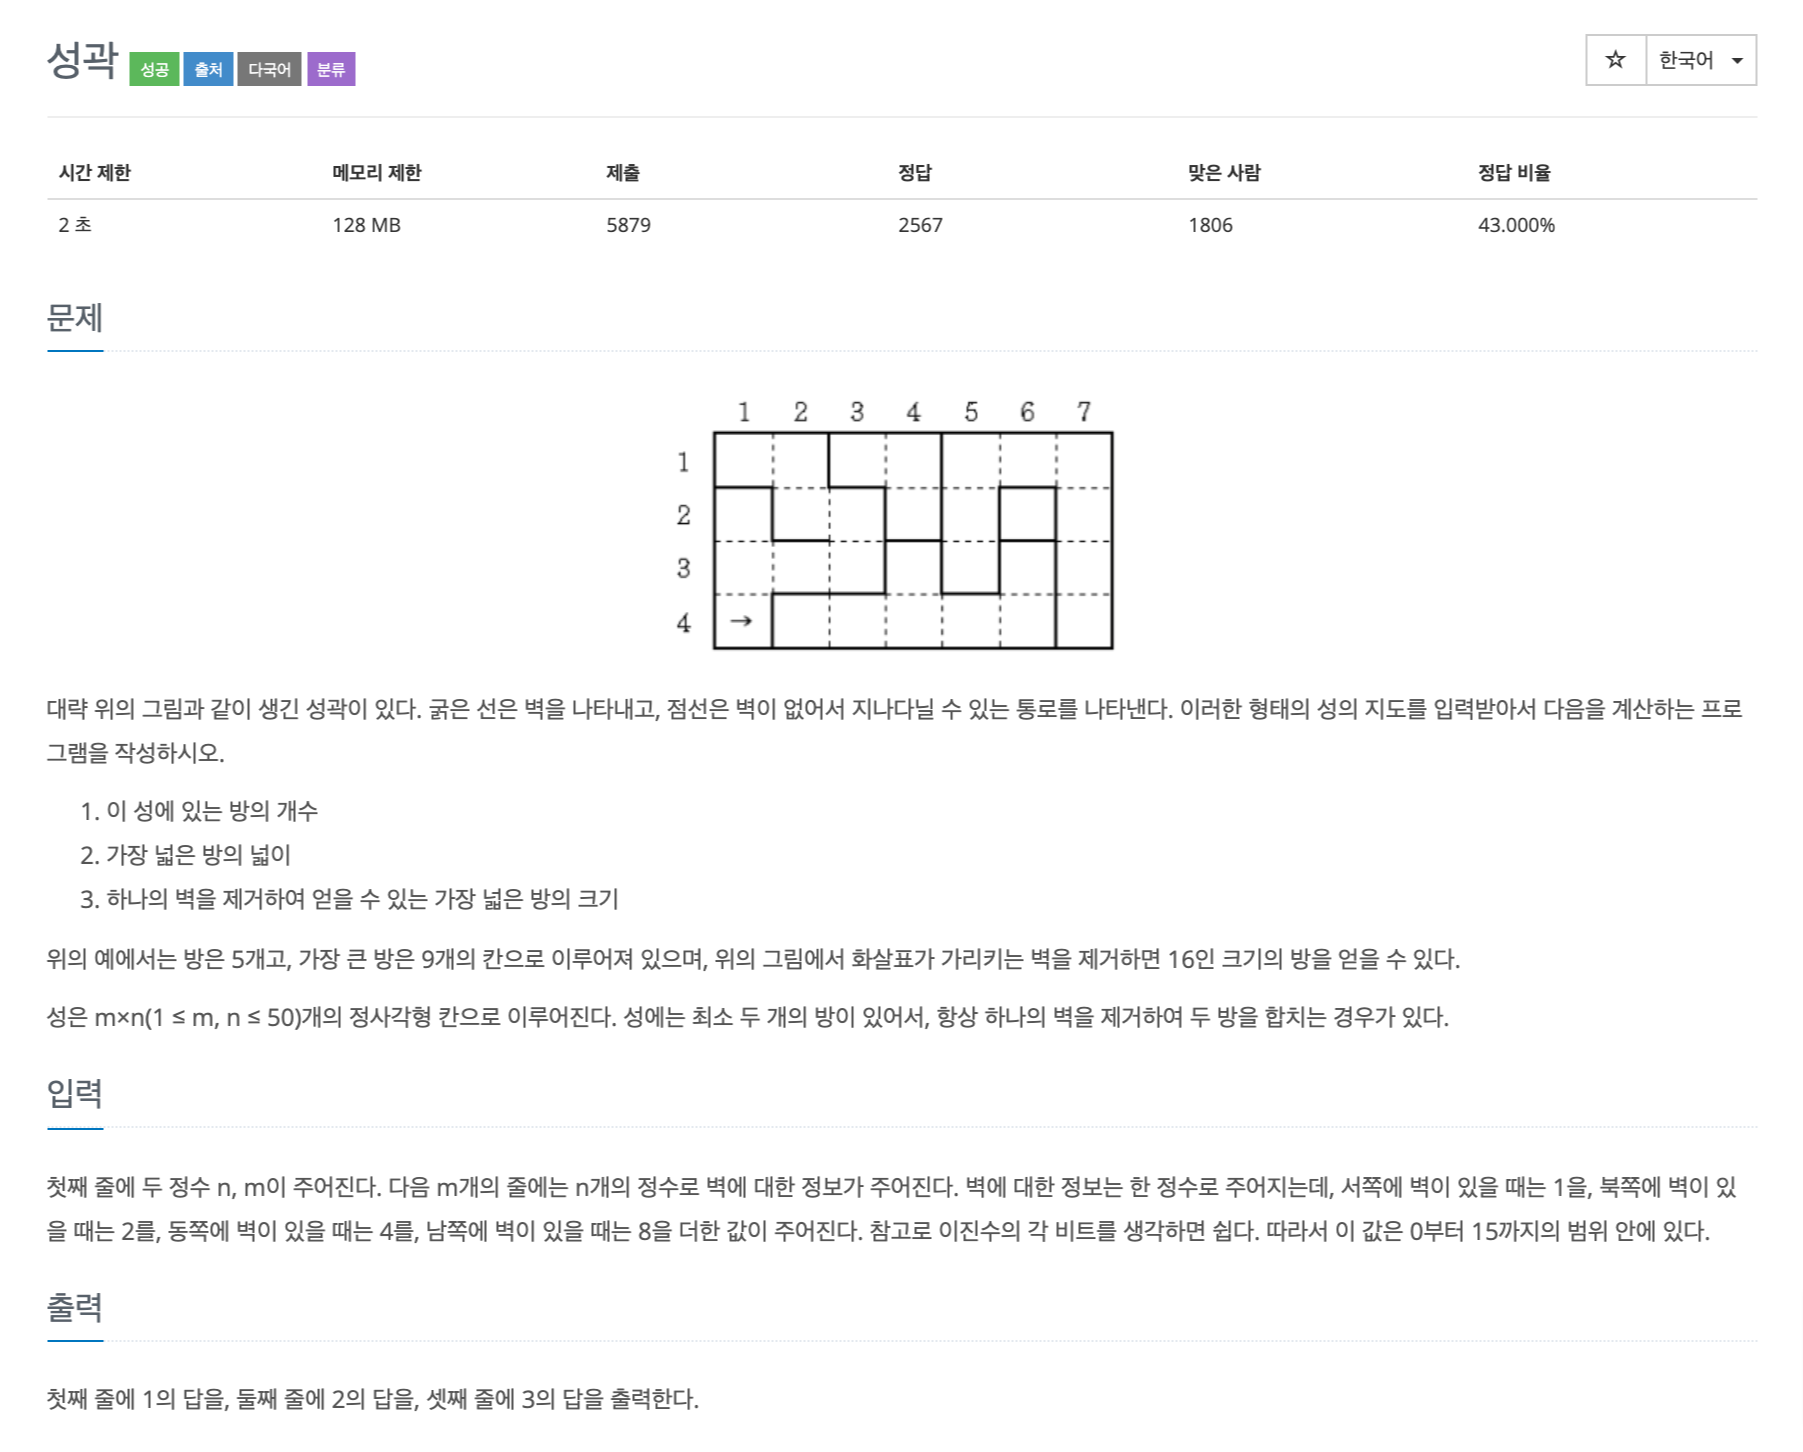 성곽 성공 출처 다국어 분류 ☆ 한국어
시간 제한 메모리 제한 제출 정답 맞은 사람 정답 비율
2 초 128 MB 5879 2567 1806 43.000%
문제
1 2 3 4 5 6 7
1
2
3
4 →
대략 위의 그림과 같이 생긴 성곽이 있다. 굵은 선은 벽을 나타내고, 점선은 벽이 없어서 지나다닐 수 있는 통로를 나타낸다. 이러한 형태의 성의 지도를 입력받아서 다음을 계산하는 프로
그램을 작성하시오.
1. 이 성에 있는 방의 개수
2. 가장 넓은 방의 넓이
3. 하나의 벽을 제거하여 얻을 수 있는 가장 넓은 방의 크기
위의 예에서는 방은 5개고, 가장 큰 방은 9개의 칸으로 이루어져 있으며, 위의 그림에서 화살표가 가리키는 벽을 제거하면 16인 크기의 방을 얻을 수 있다.
성은 m×n(1 ≤ m, n ≤ 50)개의 정사각형 칸으로 이루어진다. 성에는 최소 두 개의 방이 있어서, 항상 하나의 벽을 제거하여 두 방을 합치는 경우가 있다.
입력
첫째 줄에 두 정수 n, m이 주어진다. 다음 m개의 줄에는 n개의 정수로 벽에 대한 정보가 주어진다. 벽에 대한 정보는 한 정수로 주어지는데, 서쪽에 벽이 있을 때는 1을, 북쪽에 벽이 있
을 때는 2를, 동쪽에 벽이 있을 때는 4를, 남쪽에 벽이 있을 때는 8을 더한 값이 주어진다. 참고로 이진수의 각 비트를 생각하면 쉽다. 따라서 이 값은 0부터 15까지의 범위 안에 있다.
출력
첫째 줄에 1의 답을, 둘째 줄에 2의 답을, 셋째 줄에 3의 답을 출력한다.